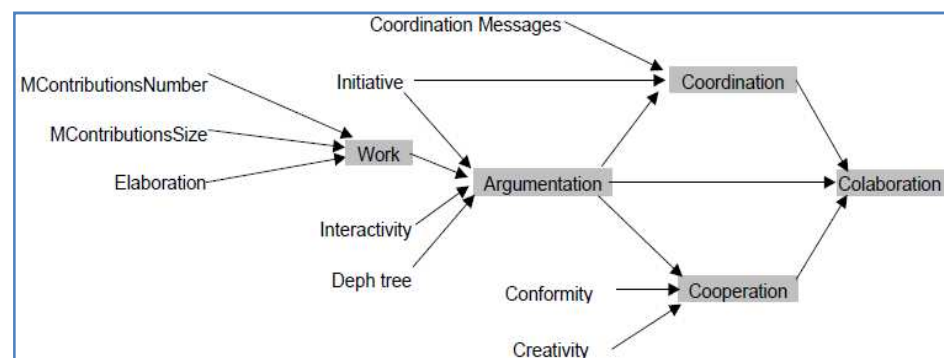 Coordination Messages
MContributionsNumber
Initiative
Coordination
MContributionsSize
Work
Elaboration
Argumentation
Colaboration
Interactivity
Deph tree
Conformity
Cooperation
Creativity